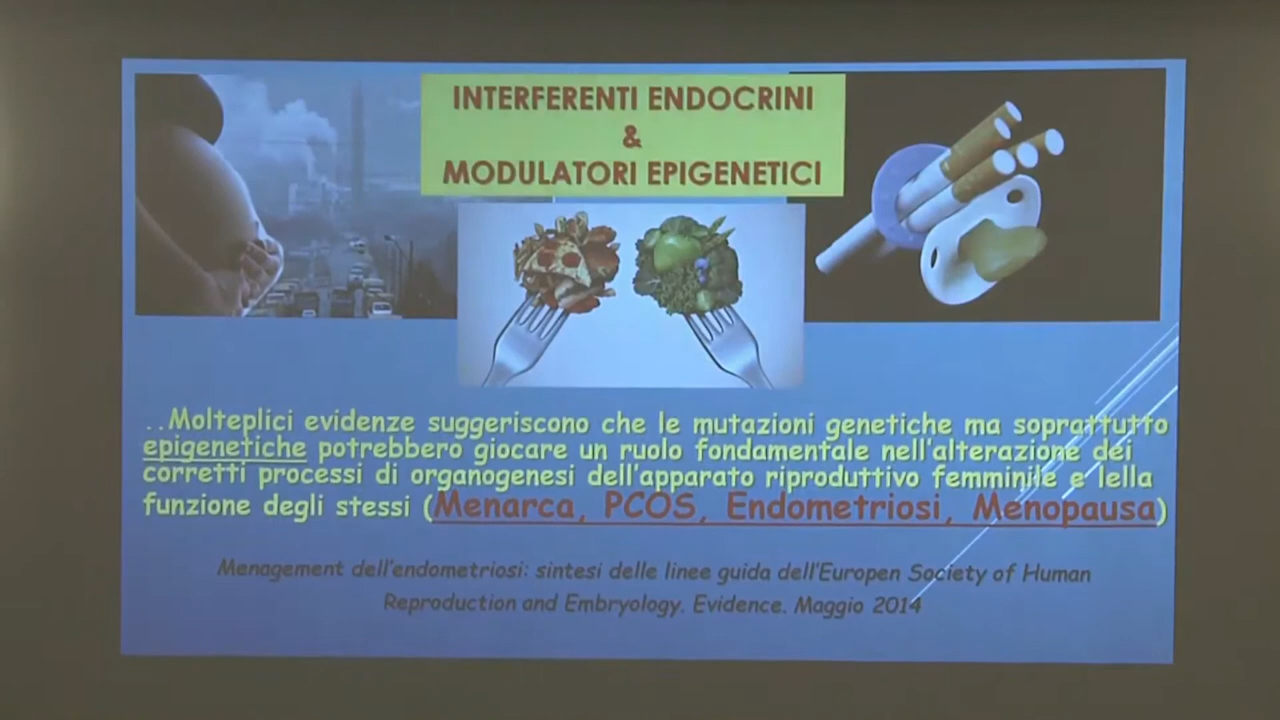 INTERFERENTI ENDOCRINI
&
MODULATORI EPIGENETICI
..Molteplici evidenze suggeriscono che le mutazioni genetiche ma soprattutto
epigenetiche potrebbero giocare un ruolo fondamentale nell'alterazione dei
corretti processi di organogenesi dell'apparato riproduttivo femminile e lella
funzione degli stessi (Menarca, PCOS, Endometriosi, Menopausa)
Menagement dell'endometriosi: sintesi delle linee guida dell'Europen Society of Human
Reproduction and Embryology. Evidence. Maggio 2014